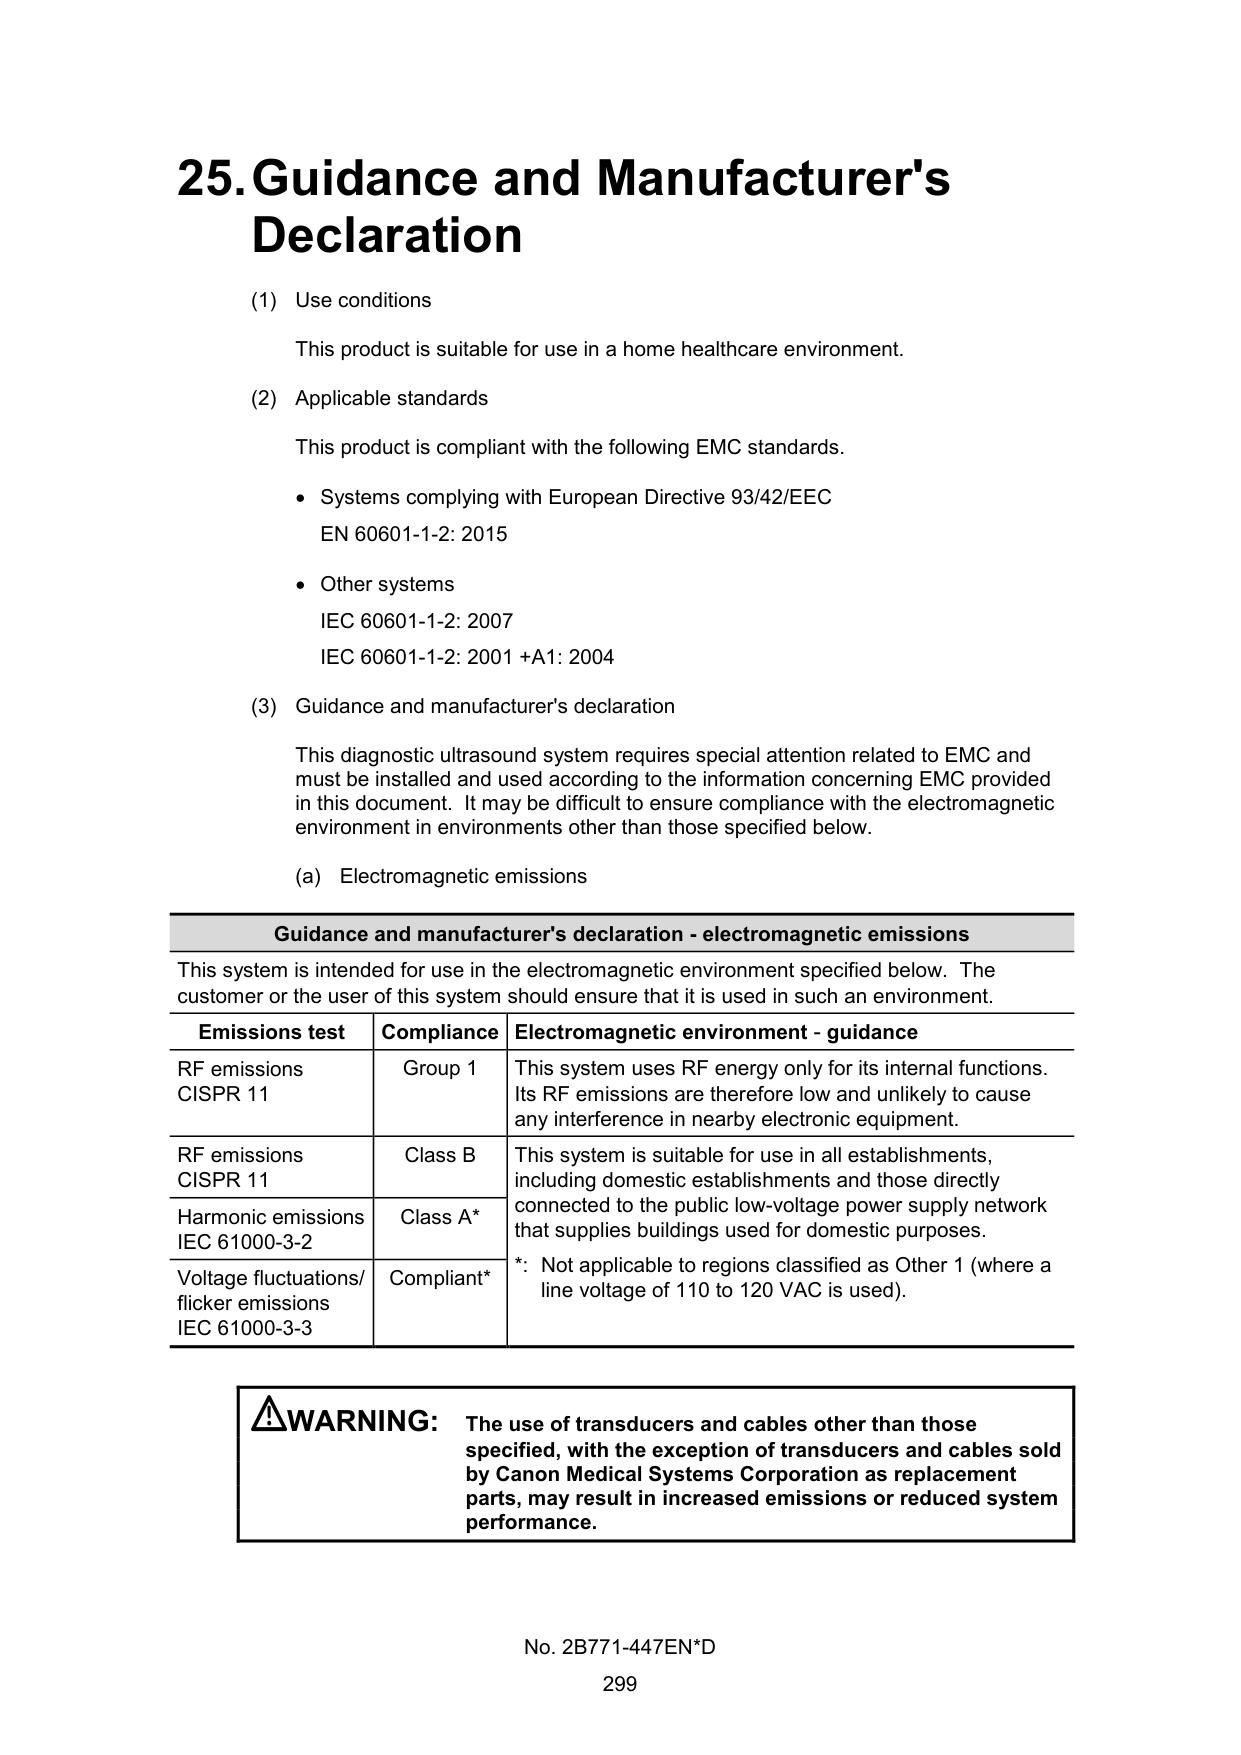 25. Guidance and Manufacturer's
Declaration
(1) Use conditions
This product is suitable for use in a home healthcare environment.
(2) Applicable standards
This product is compliant with the following EMC standards.
• Systems complying with European Directive 93/42/EEC
EN 60601-1-2: 2015
• Other systems
IEC 60601-1-2: 2007
IEC 60601-1-2: 2001 +A1: 2004
(3) Guidance and manufacturer's declaration
This diagnostic ultrasound system requires special attention related to EMC and
must be installed and used according to the information concerning EMC provided
in this document. It may be difficult to ensure compliance with the electromagnetic
environment in environments other than those specified below.
(a) Electromagnetic emissions
Guidance and manufacturer's declaration - electromagnetic emissions
This system is intended for use in the electromagnetic environment specified below. The
customer or the user of this system should ensure that it is used in such an environment.
Emissions test Compliance Electromagnetic environment - guidance
RF emissions
CISPR 11
Group 1
This system uses RF energy only for its internal functions.
Its RF emissions are therefore low and unlikely to cause
any interference in nearby electronic equipment.
RF emissions
CISPR 11
Class B
This system is suitable for use in all establishments,
including domestic establishments and those directly
connected to the public low-voltage power supply network
that supplies buildings used for domestic purposes.
*: Not applicable to regions classified as Other 1 (where a
line voltage of 110 to 120 VAC is used).
Harmonic emissions
IEC 61000-3-2
Class A*
Voltage fluctuations/
flicker emissions
IEC 61000-3-3
Compliant*
WARNING: The use of transducers and cables other than those
specified, with the exception of transducers and cables sold
by Canon Medical Systems Corporation as replacement
parts, may result in increased emissions or reduced system
performance.
No. 2B771-447EN*D
299